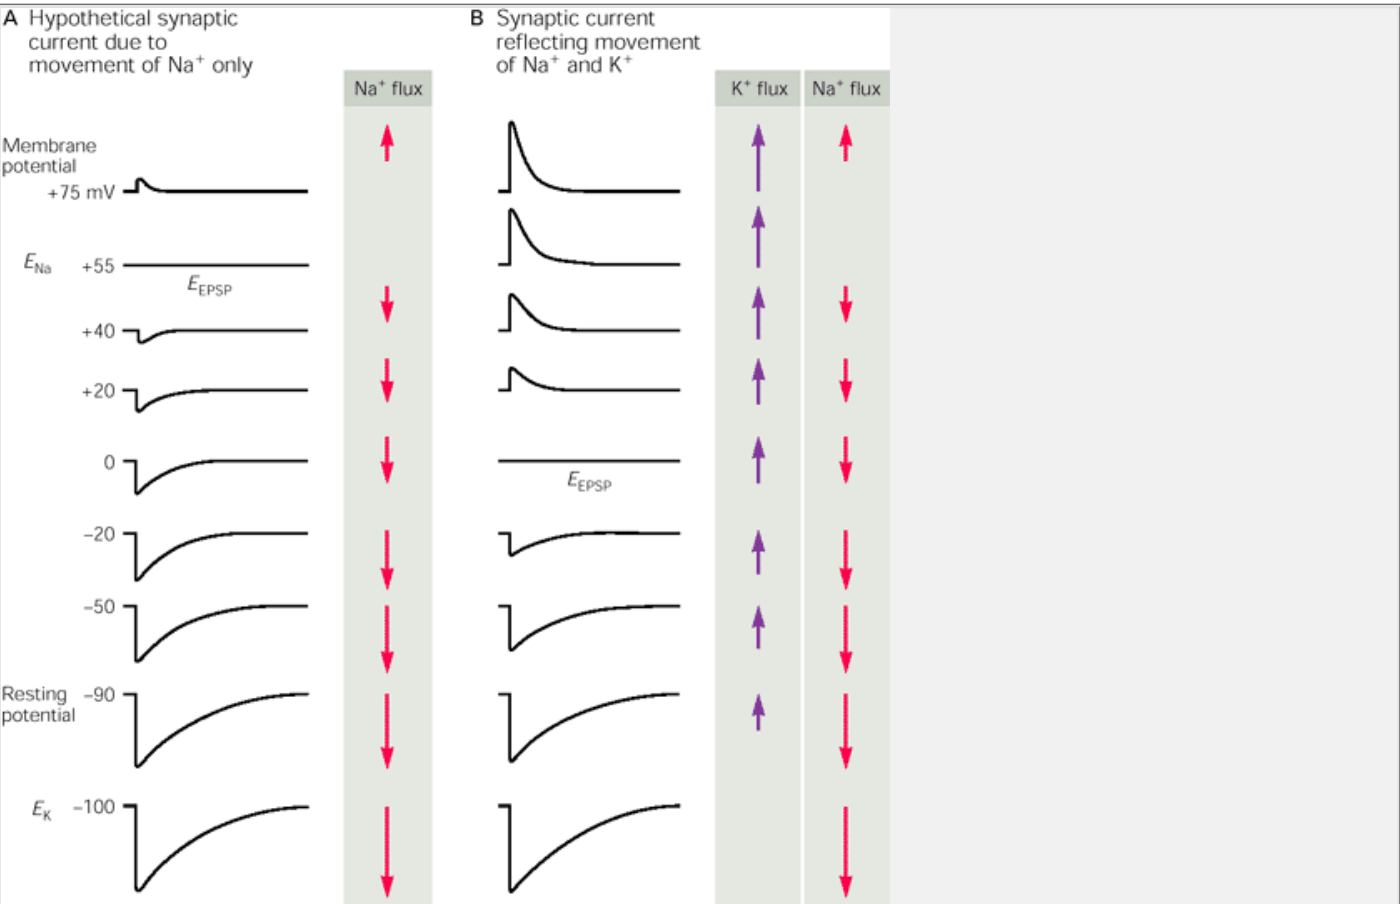 A Hypothetical synaptic
current due to
movement of Na⁺ only
B Synaptic current
reflecting movement
of Na⁺ and K⁺
Na⁺ flux
K⁺ flux
Na⁺ flux
Membrane
potential
+75 mV
E_Na +55
E_EPSP
+40
+20
0
E_EPSP
−20
−50
Resting −90
potential
E_K −100